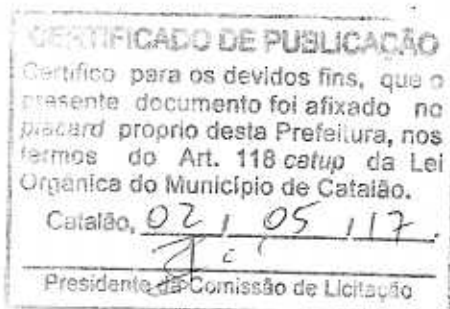 CERTIFICADO DE PUBLICAÇÃO
Certifico para os devidos fins, que o
presente documento foi afixado no
placard proprio desta Prefeitura, nos
termos do Art. 118 catup da Lei
Orgânica do Município de Catalão.
Catalão, 02 / 05 / 17.
Presidente da Comissão de Licitação